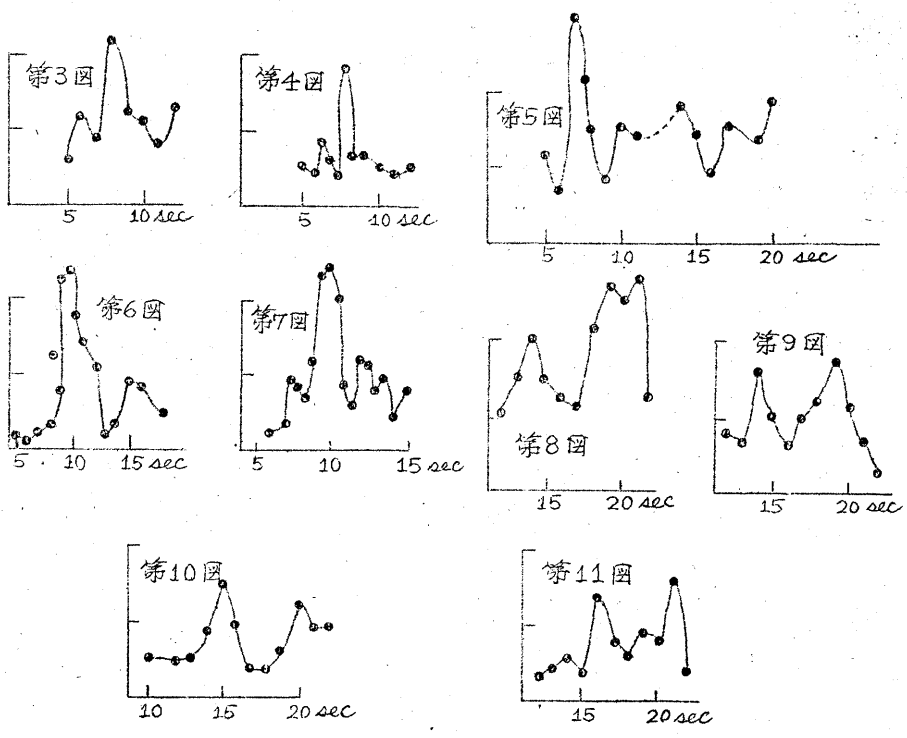 第3図
5 10 sec
第4図
5 10 sec
第5図
5 10 15 20 sec
第6図
5 10 15 sec
第7図
5 10 15 sec
第8図
15 20 sec
第9図
15 20 sec
第10図
10 15 20 sec
第11図
15 20 sec